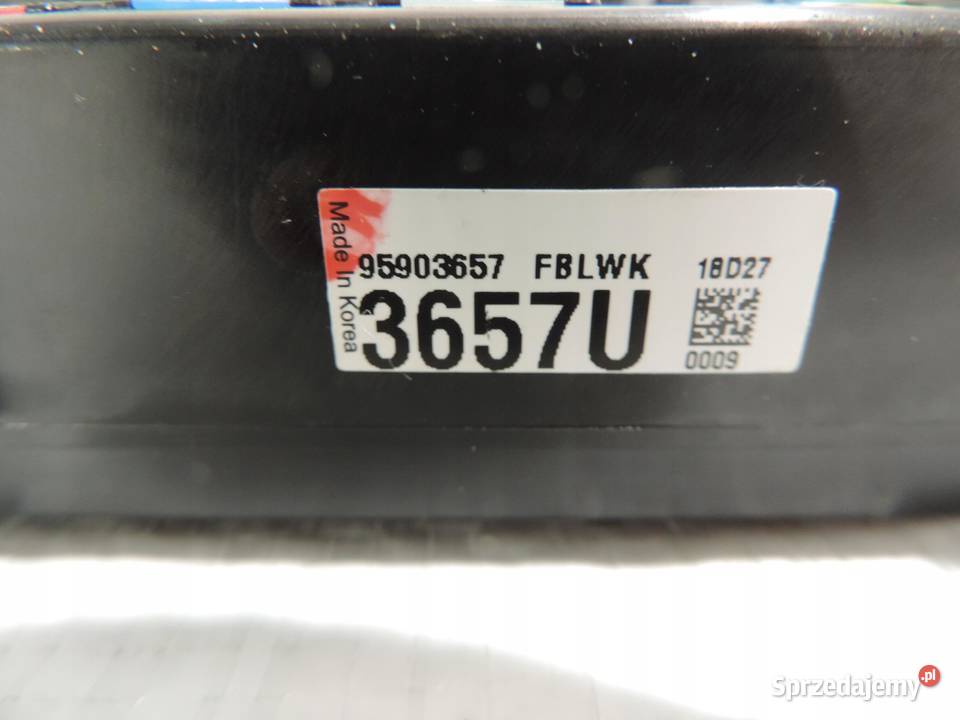 Made In Korea
95903657 FBLWK 18D27
3657U
0009
Sprzedajemy.pl